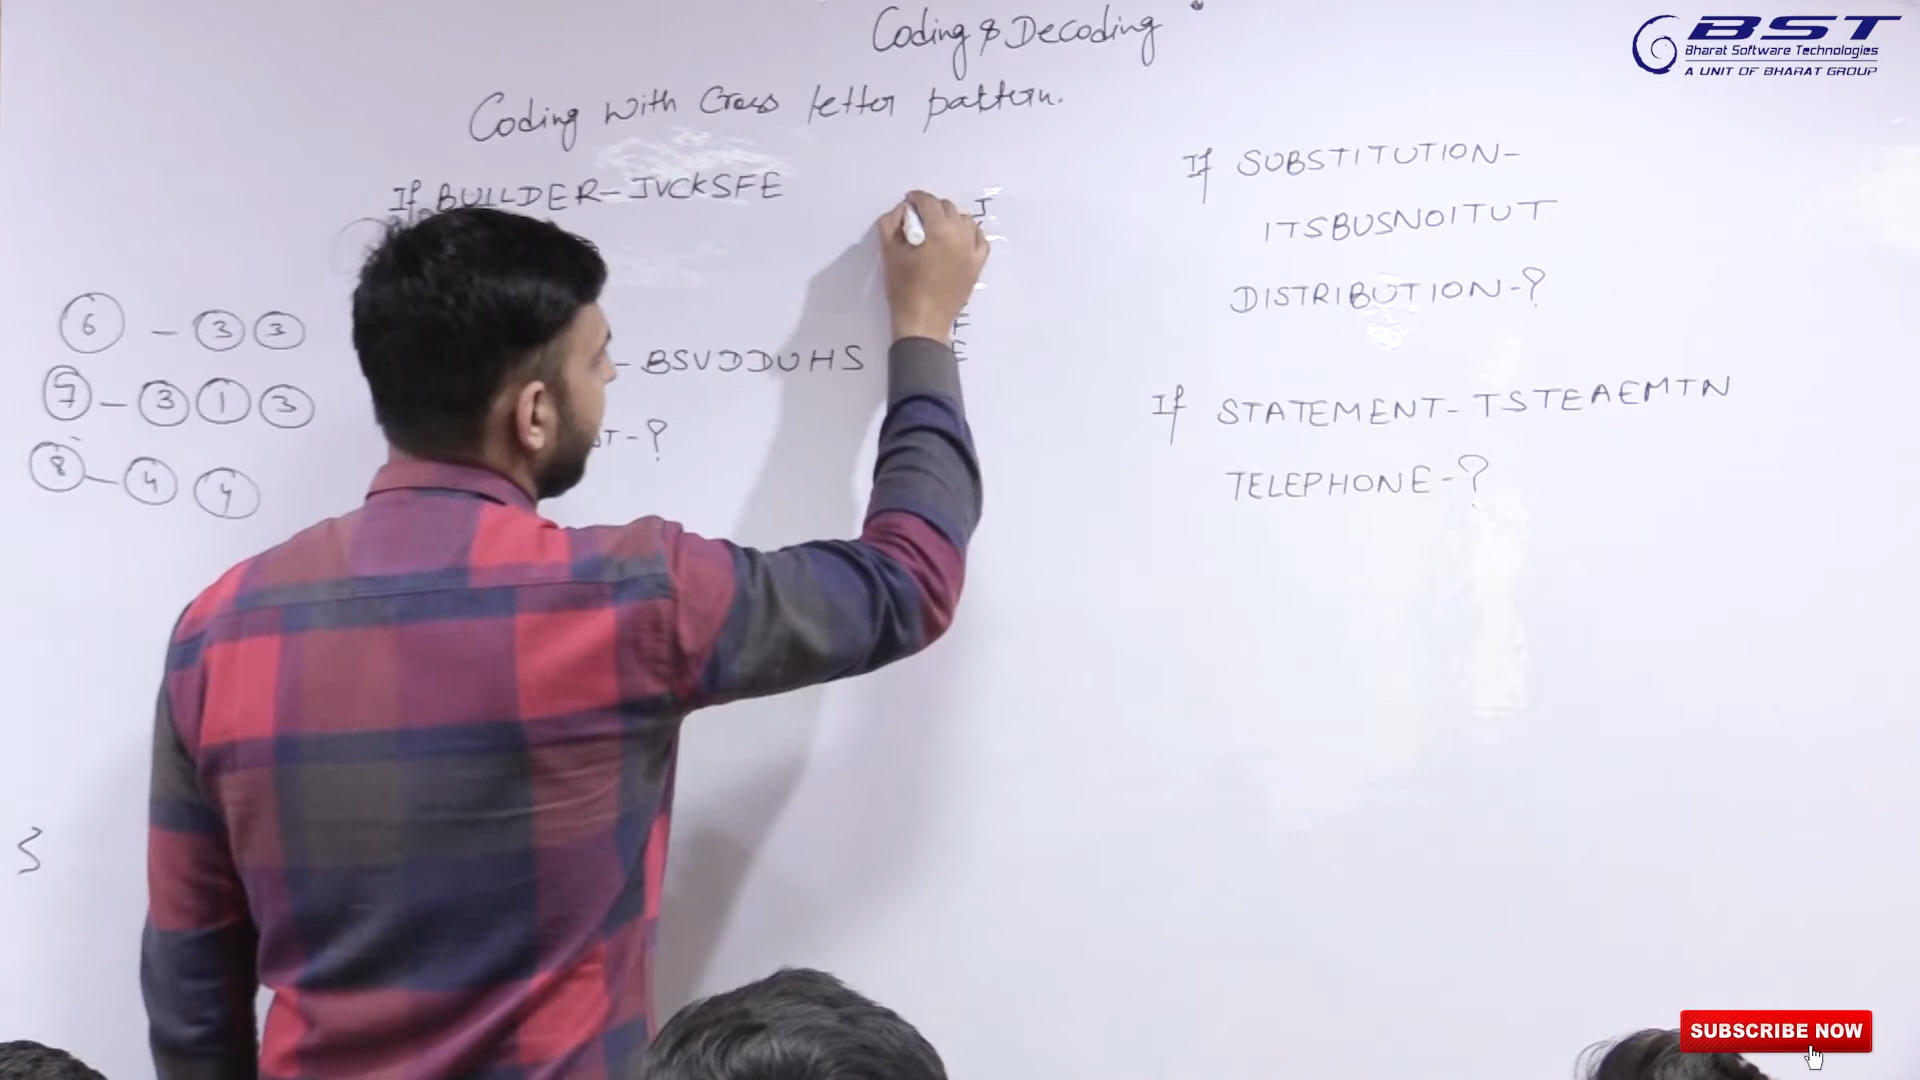 Coding & Decoding
BST
Bharat Software Technologies
A UNIT OF BHARAT GROUP
Coding with Cross letter pattern.
If BUILDER - JVCKSFE
6 - 3 3
7 - 3 1 3
8 - 4 4
- BSVDDUHS
T - ?
J
F
E
If SUBSTITUTION -
ITSBUSNOITUT
DISTRIBUTION - ?
If STATEMENT - TSTEAEMTN
TELEPHONE - ?
SUBSCRIBE NOW